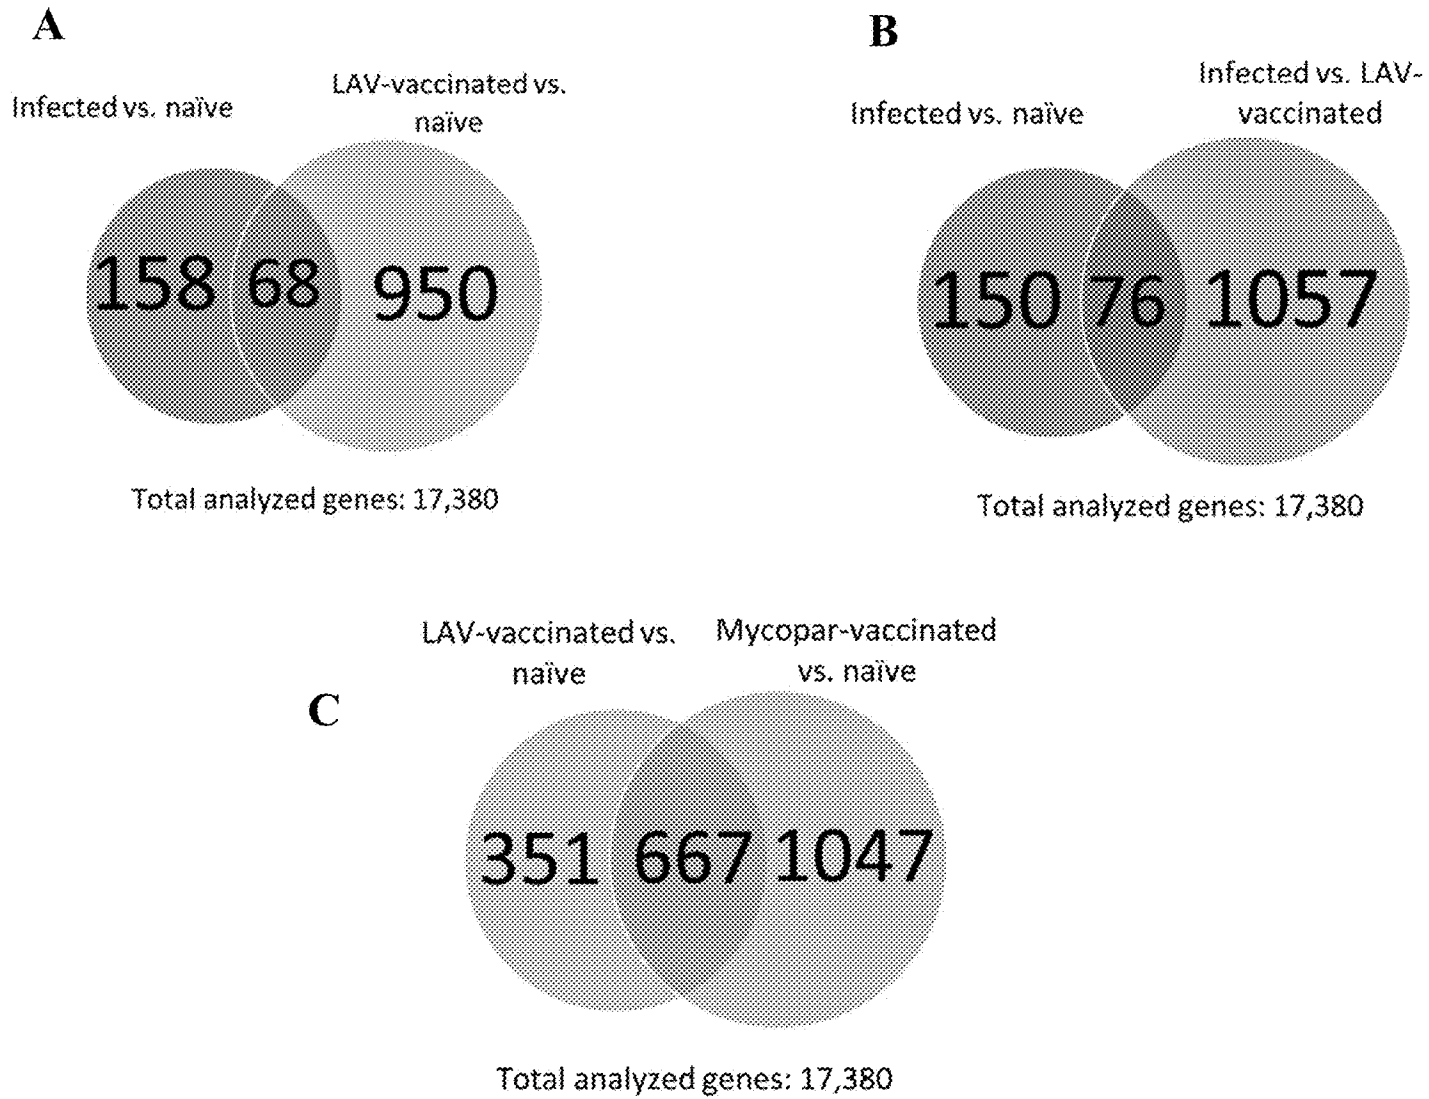 A
Infected vs. naïve
LAV-vaccinated vs.
naïve
158 68 950
Total analyzed genes: 17,380
B
Infected vs. naïve
Infected vs. LAV-
vaccinated
150 76 1057
Total analyzed genes: 17,380
C
LAV-vaccinated vs.
naïve
Mycopar-vaccinated
vs. naïve
351 667 1047
Total analyzed genes: 17,380